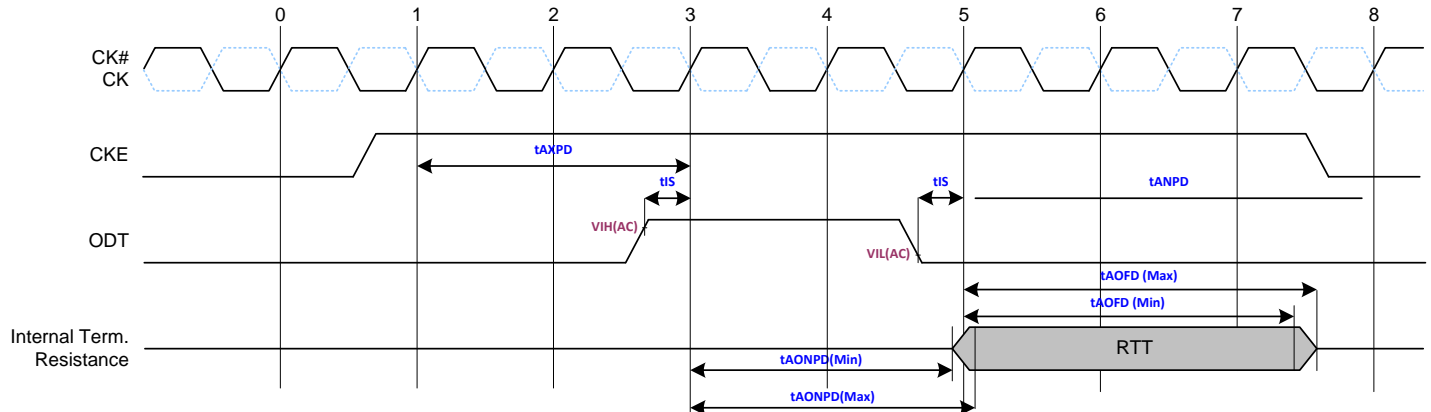 0 1 2 3 4 5 6 7 8
CK#
CK
CKE
tAXPD
tIS
tIS
tANPD
VIH(AC)
ODT
VIL(AC)
tAOFD (Max)
tAOFD (Min)
Internal Term.
Resistance
RTT
tAONPD(Min)
tAONPD(Max)